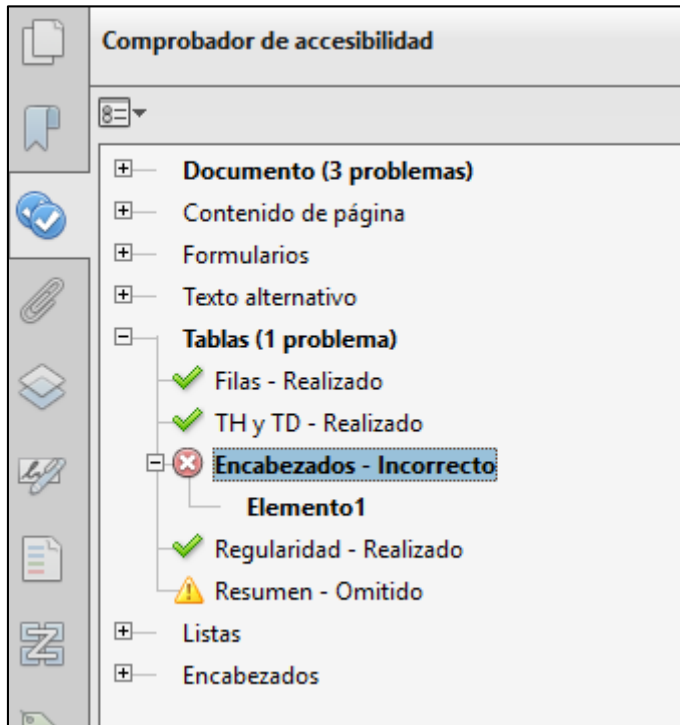 Comprobador de accesibilidad
Documento (3 problemas)
Contenido de página
Formularios
Texto alternativo
Tablas (1 problema)
Filas - Realizado
TH y TD - Realizado
Encabezados - Incorrecto
Elemento1
Regularidad - Realizado
Resumen - Omitido
Listas
Encabezados